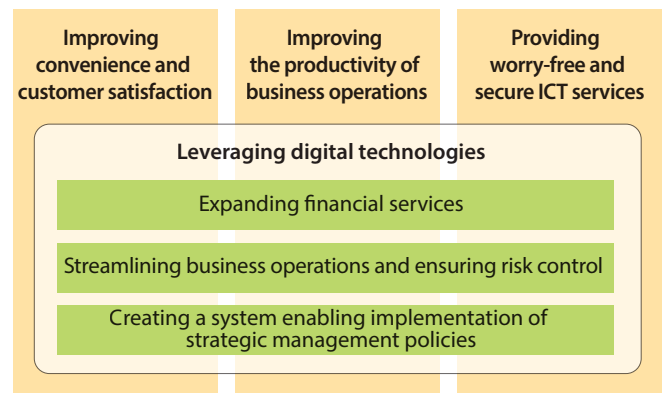 Improving
convenience and
customer satisfaction
Improving
the productivity of
business operations
Providing
worry-free and
secure ICT services
Leveraging digital technologies
Expanding financial services
Streamlining business operations and ensuring risk control
Creating a system enabling implementation of
strategic management policies